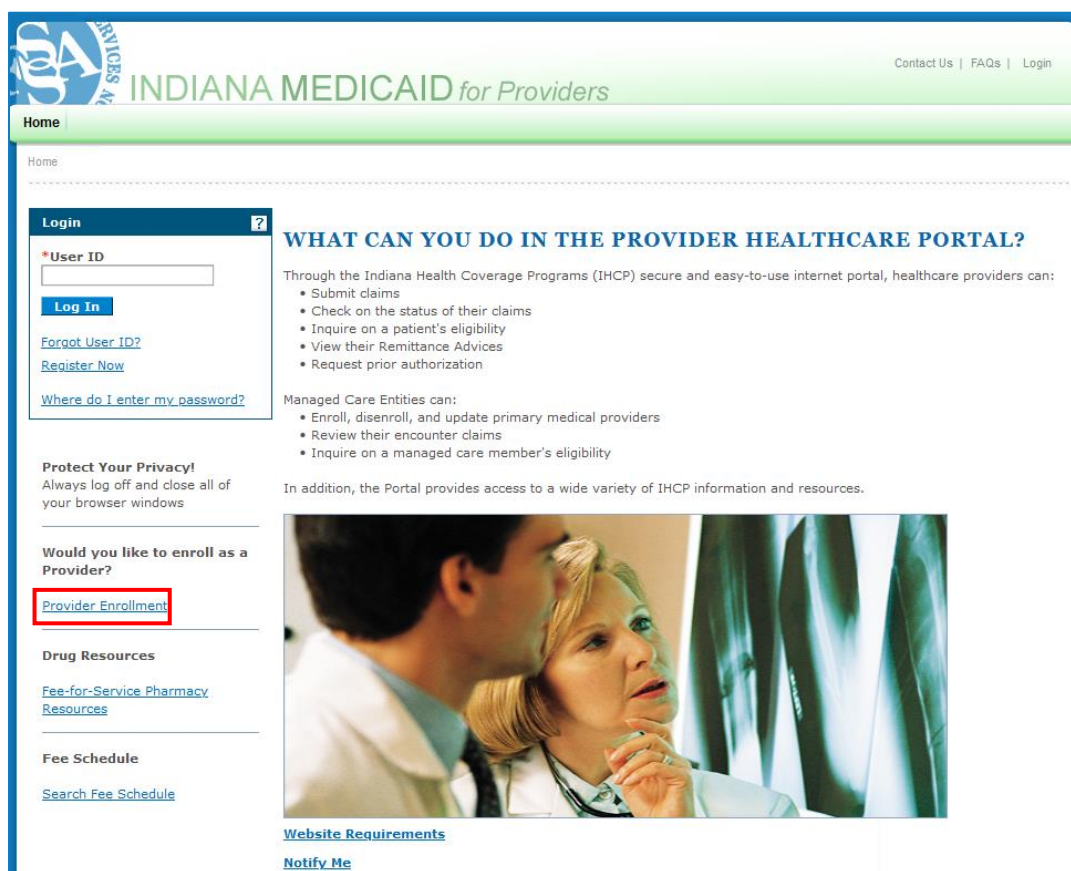 SERVICES
INDIANA MEDICAID for Providers
Contact Us | FAQs | Login
Home
Home
Login ?
*User ID
Log In
Forgot User ID?
Register Now
Where do I enter my password?
Protect Your Privacy!
Always log off and close all of
your browser windows
Would you like to enroll as a
Provider?
Provider Enrollment
Drug Resources
Fee-for-Service Pharmacy
Resources
Fee Schedule
Search Fee Schedule
WHAT CAN YOU DO IN THE PROVIDER HEALTHCARE PORTAL?
Through the Indiana Health Coverage Programs (IHCP) secure and easy-to-use internet portal, healthcare providers can:
• Submit claims
• Check on the status of their claims
• Inquire on a patient's eligibility
• View their Remittance Advices
• Request prior authorization
Managed Care Entities can:
• Enroll, disenroll, and update primary medical providers
• Review their encounter claims
• Inquire on a managed care member's eligibility
In addition, the Portal provides access to a wide variety of IHCP information and resources.
Website Requirements
Notify Me